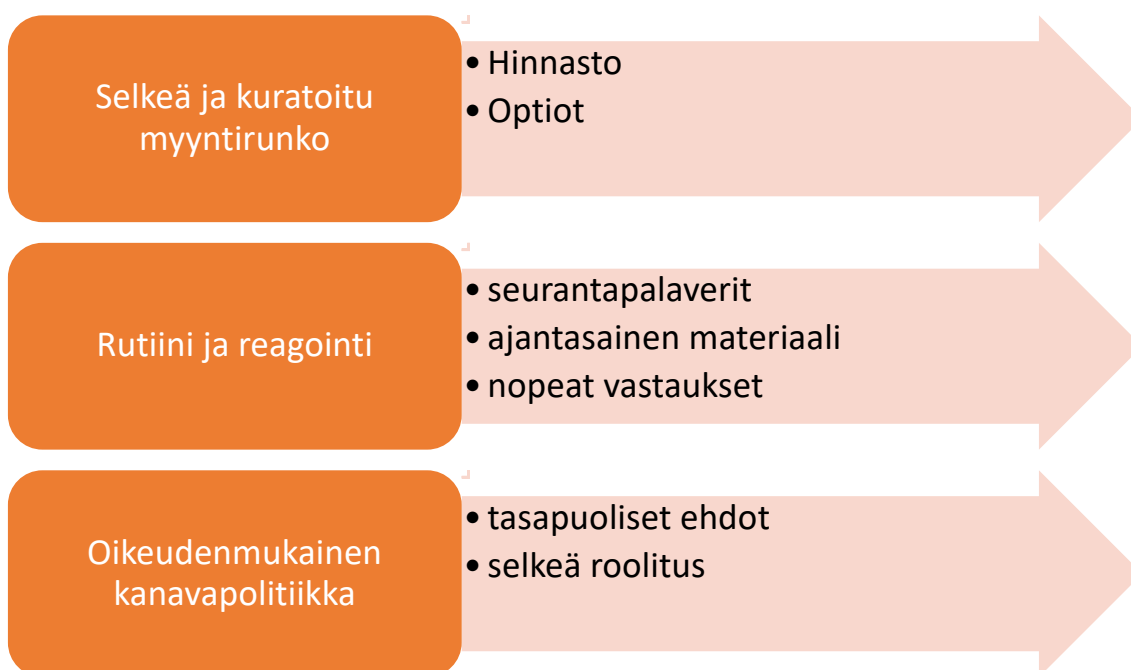 Selkeä ja kuratoitu
myyntirunko
• Hinnasto
• Optiot
Rutiini ja reagointi
• seurantapalaverit
• ajantasainen materiaali
• nopeat vastaukset
Oikeudenmukainen
kanavapolitiikka
• tasapuoliset ehdot
• selkeä roolitus